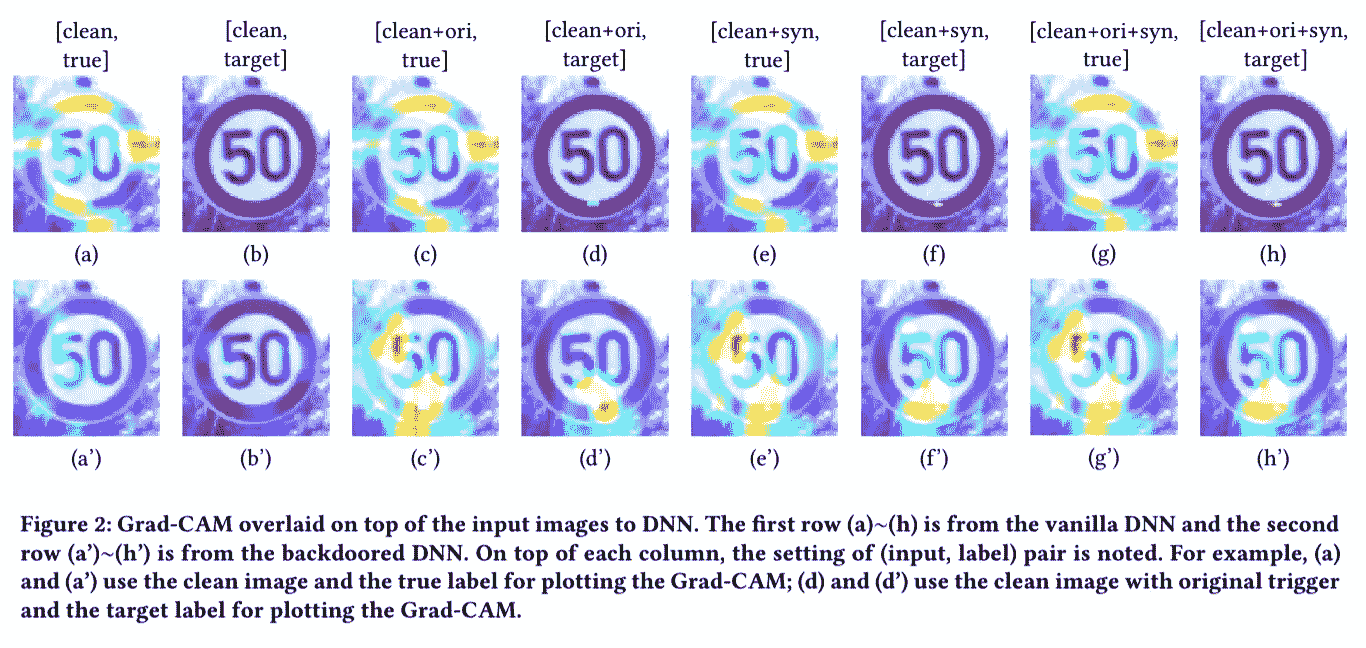 [clean, true]
[clean, target]
[clean+ori, true]
[clean+ori, target]
[clean+syn, true]
[clean+syn, target]
[clean+ori+syn, true]
[clean+ori+syn, target]
50 50 50 50 50 50 50 50
(a) (b) (c) (d) (e) (f) (g) (h)
50 50 50 50 50 50 50 50
(a’) (b’) (c’) (d’) (e’) (f’) (g’) (h’)
Figure 2: Grad-CAM overlaid on top of the input images to DNN. The first row (a)~(h) is from the vanilla DNN and the second
row (a’)~(h’) is from the backdoored DNN. On top of each column, the setting of (input, label) pair is noted. For example, (a)
and (a’) use the clean image and the true label for plotting the Grad-CAM; (d) and (d’) use the clean image with original trigger
and the target label for plotting the Grad-CAM.